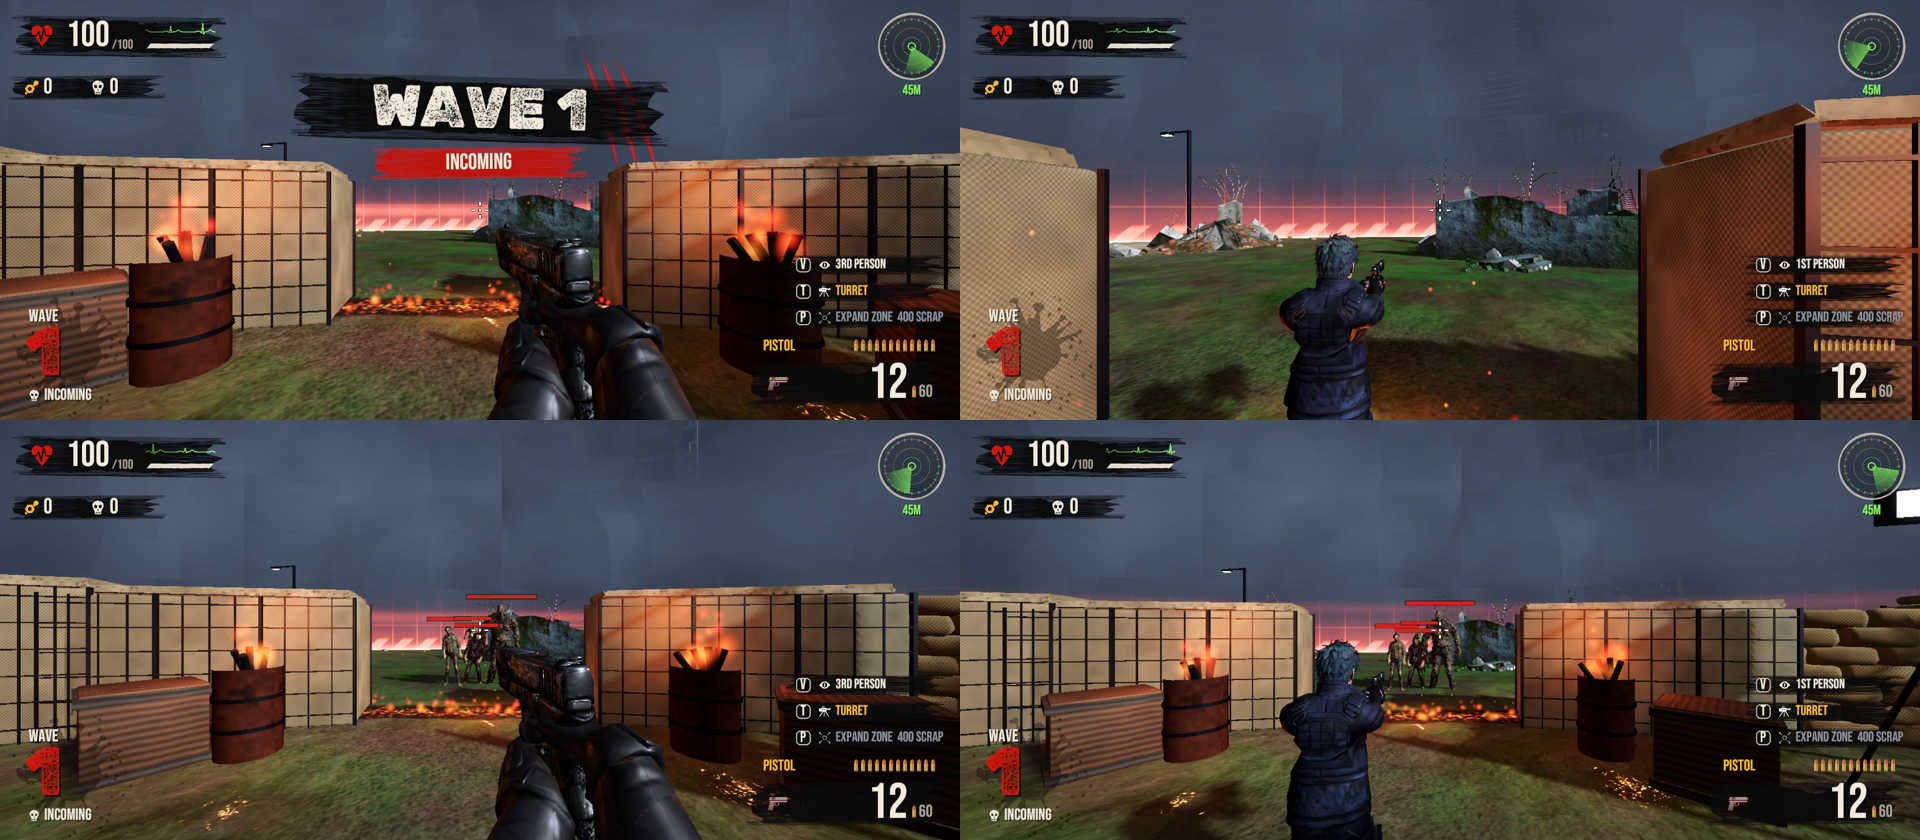 100/100
0 0
WAVE 1
INCOMING
45M
V 3RD PERSON
T TURRET
P EXPAND ZONE 400 SCRAP
WAVE
1
INCOMING
PISTOL
12 60
100/100
0 0
45M
V 1ST PERSON
T TURRET
P EXPAND ZONE 400 SCRAP
WAVE
1
INCOMING
PISTOL
12 60
100/100
0 0
45M
V 3RD PERSON
T TURRET
P EXPAND ZONE 400 SCRAP
WAVE
1
INCOMING
PISTOL
12 60
100/100
0 0
45M
V 1ST PERSON
T TURRET
P EXPAND ZONE 400 SCRAP
WAVE
1
INCOMING
PISTOL
12 60